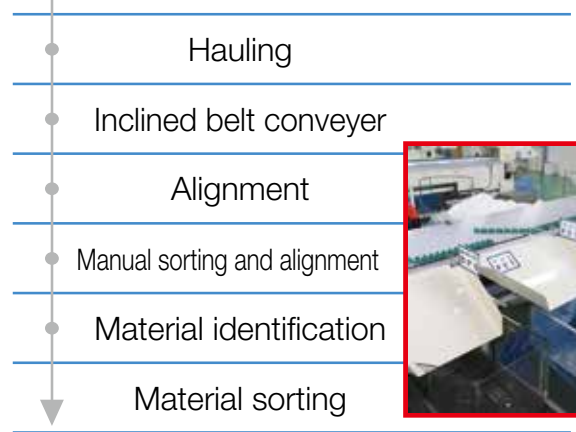 Hauling
Inclined belt conveyer
Alignment
Manual sorting and alignment
Material identification
Material sorting